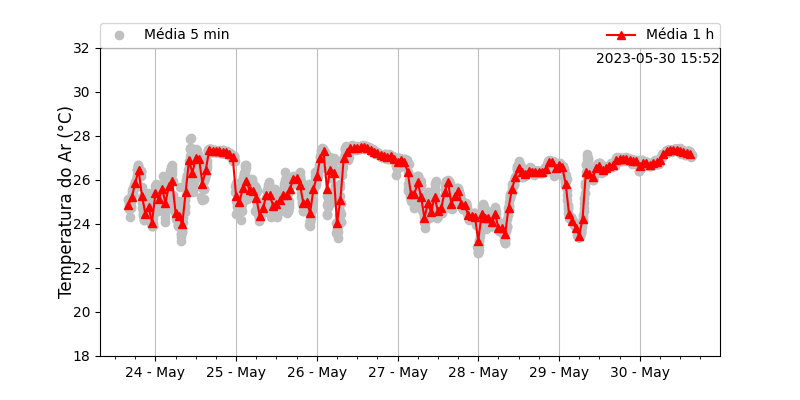 Média 5 min
Média 1 h
2023-05-30 15:52
Temperatura do Ar (°C)
32
30
28
26
24
22
20
18
24 - May
25 - May
26 - May
27 - May
28 - May
29 - May
30 - May